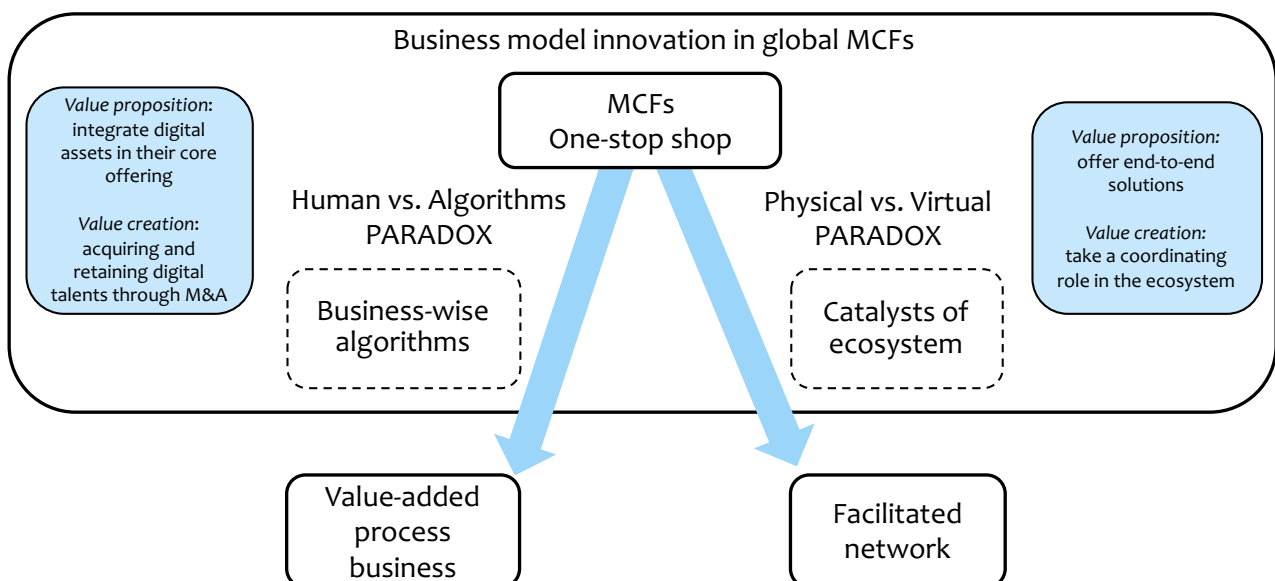 Business model innovation in global MCFs
Value proposition:
integrate digital
assets in their core
offering
Value creation:
acquiring and
retaining digital
talents through M&A
MCFs
One-stop shop
Value proposition:
offer end-to-end
solutions
Value creation:
take a coordinating
role in the ecosystem
Human vs. Algorithms
PARADOX
Physical vs. Virtual
PARADOX
Business-wise
algorithms
Catalysts of
ecosystem
Value-added
process
business
Facilitated
network